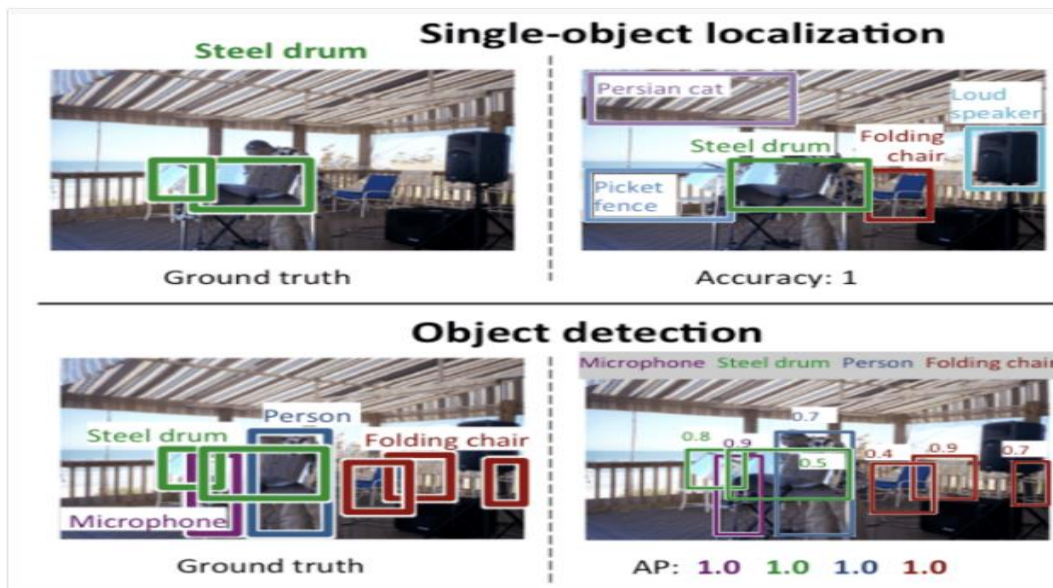 Single-object localization
Steel drum
Persian cat
Loud
speaker
Steel drum
Folding
chair
Picket
fence
Ground truth
Accuracy: 1
Object detection
Microphone Steel drum Person Folding chair
Person
0.7
Steel drum
Folding chair
0.8
0.9
0.4
0.9
0.7
0.5
Microphone
Ground truth
AP: 1.0 1.0 1.0 1.0